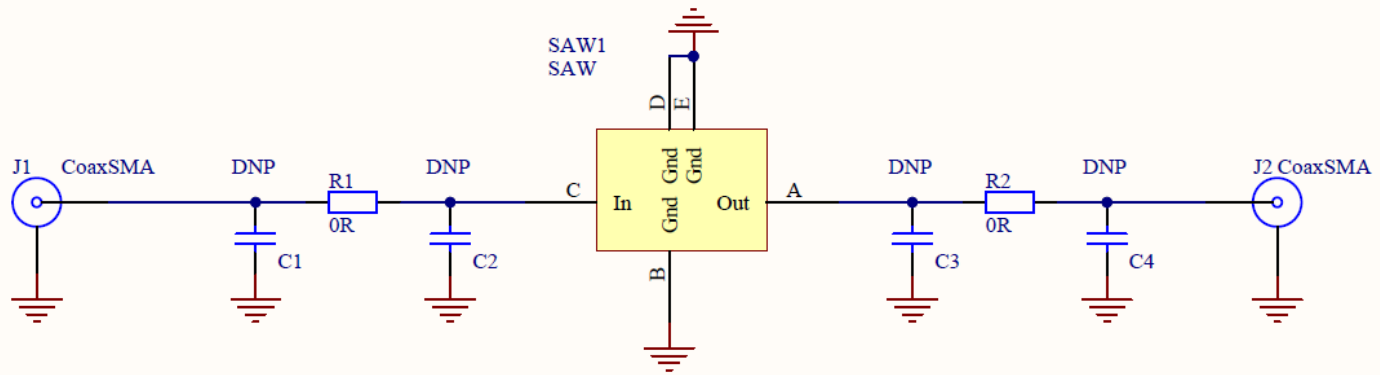 SAW1
SAW
D
E
J1 CoaxSMA
DNP
R1
0R
C1
DNP
C2
C
In
Gnd
Gnd
Gnd
Out
A
B
DNP
R2
0R
C3
DNP
C4
J2 CoaxSMA